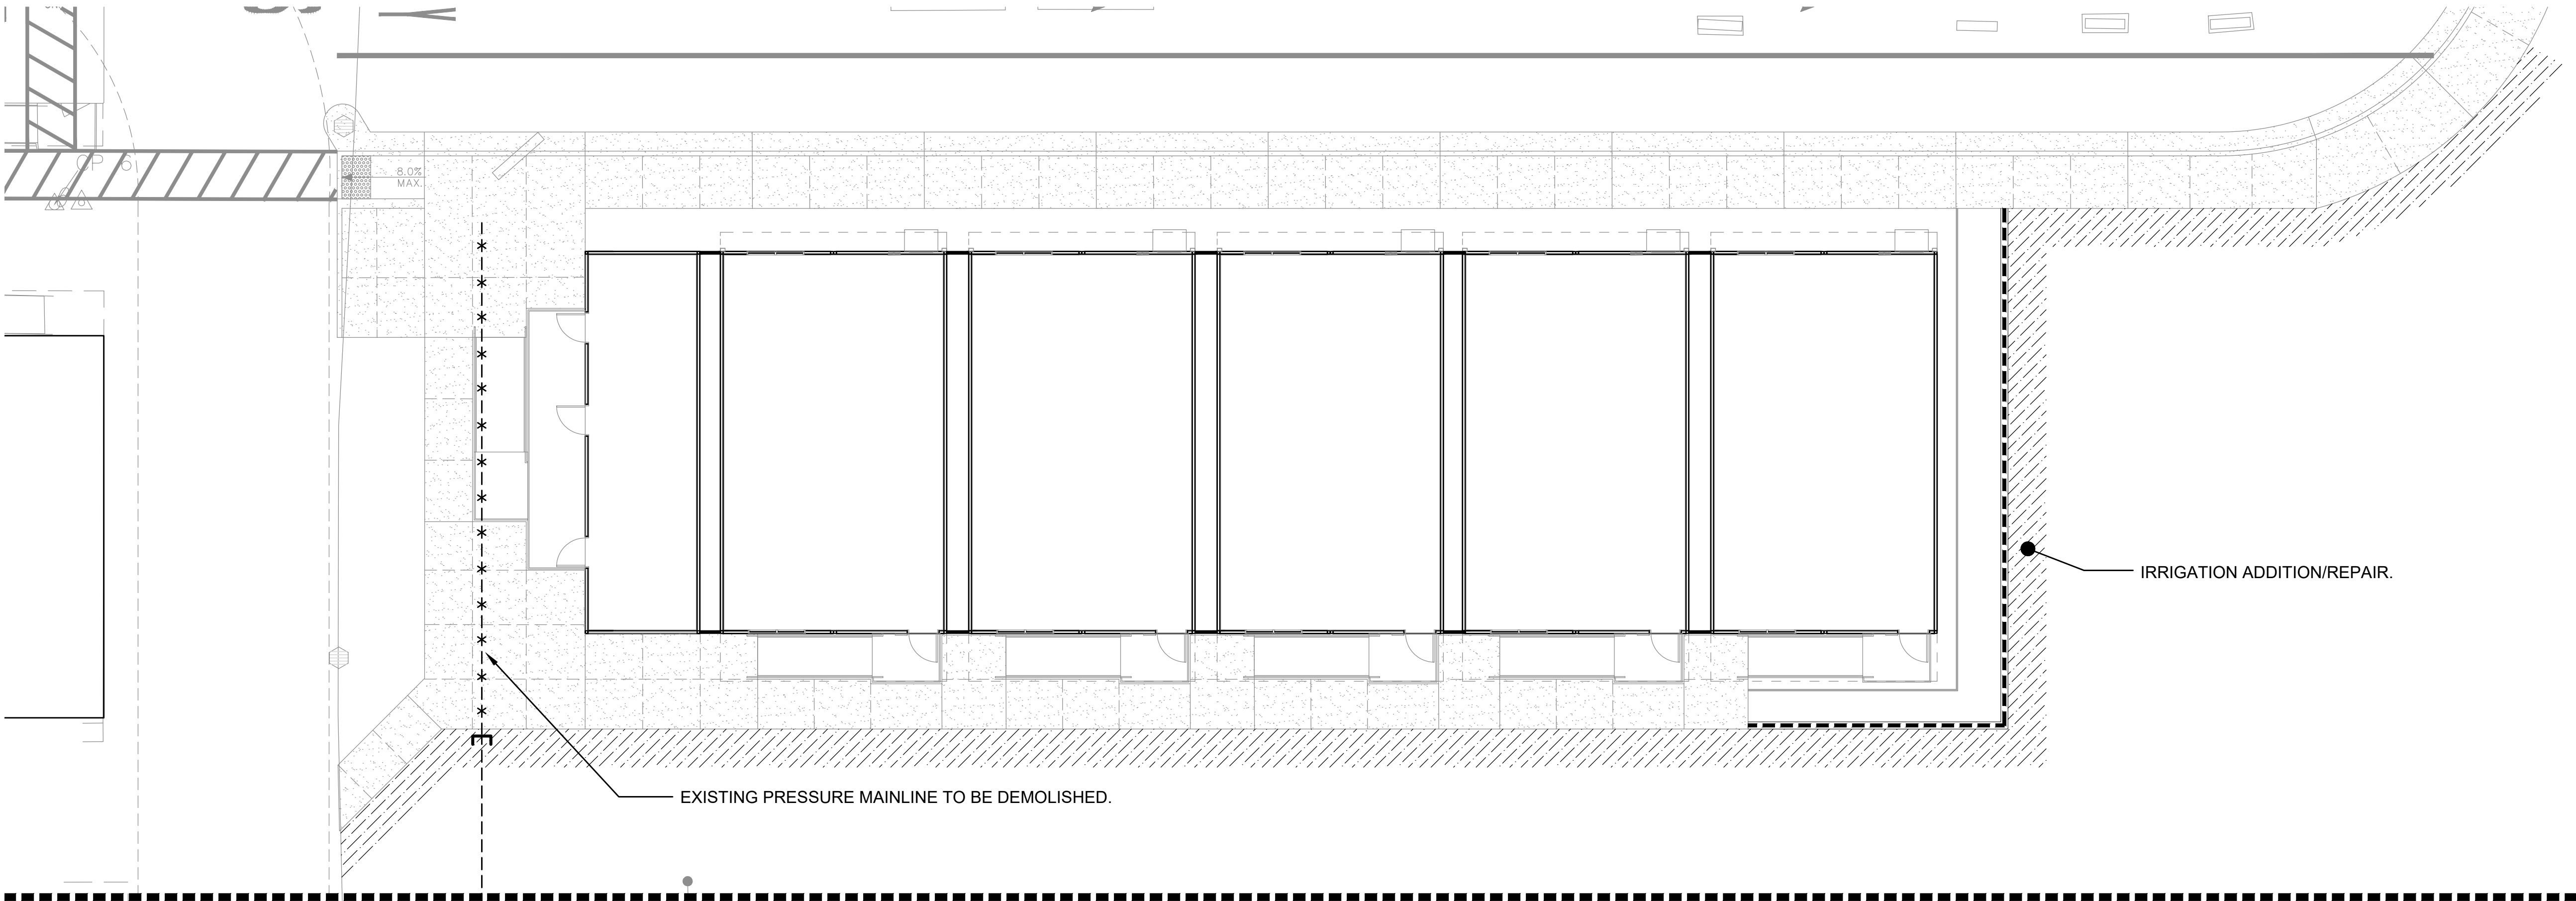 8.0%
MAX.
IRRIGATION ADDITION/REPAIR.
EXISTING PRESSURE MAINLINE TO BE DEMOLISHED.